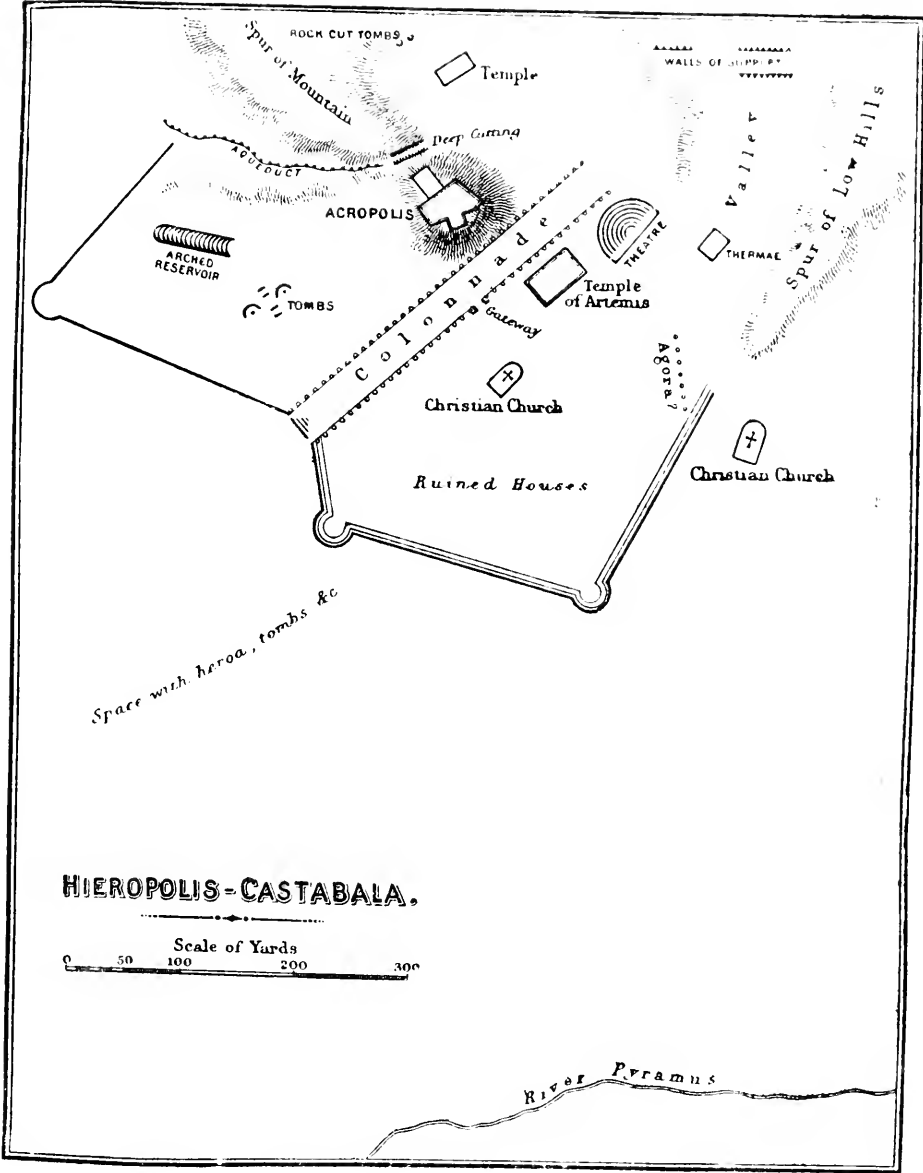 ROCK CUT TOMBS
Spur of Mountain
Temple
WALLS OF SUPPORT
Deep Cutting
AQUEDUCT
Valley
Spur of Low Hills
ACROPOLIS
Colonnade
THEATRE
THERMAE
ARCHED
RESERVOIR
TOMBS
Temple
of Artemis
Gateway
Agora?
Christian Church
Christian Church
Ruined Houses
Space with heroa, tombs &c
HIEROPOLIS-CASTABALA.
Scale of Yards
0 50 100 200 300
River Pyramus